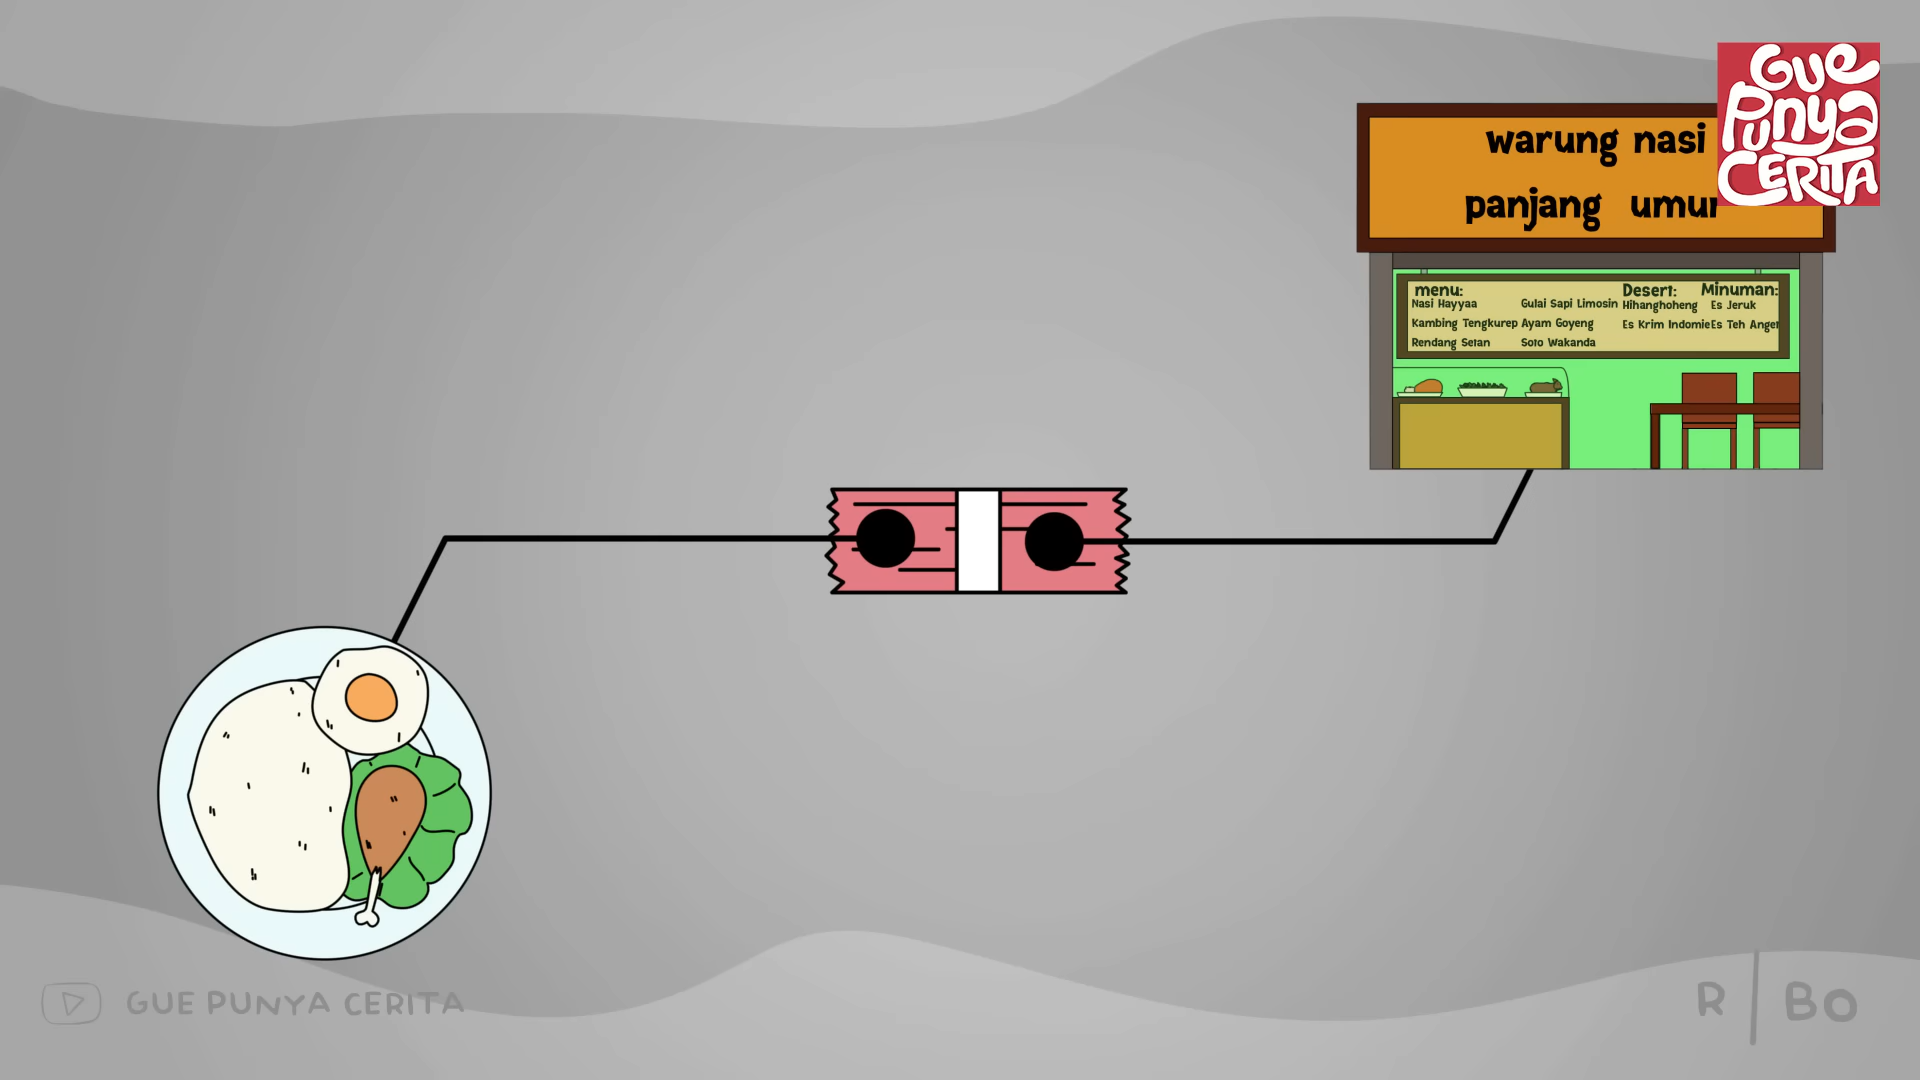 Gue
Punya
CERITA
warung nasi
panjang umur
menu:
Desert:
Minuman:
Nasi Hayyaa
Gulai Sapi Limosin
Hihanghoheng
Es Jeruk
Kambing Tengkurep
Ayam Goyeng
Es Krim Indomie
Es Teh Anget
Rendang Setan
Soto Wakanda
GUE PUNYA CERITA
R | Bo